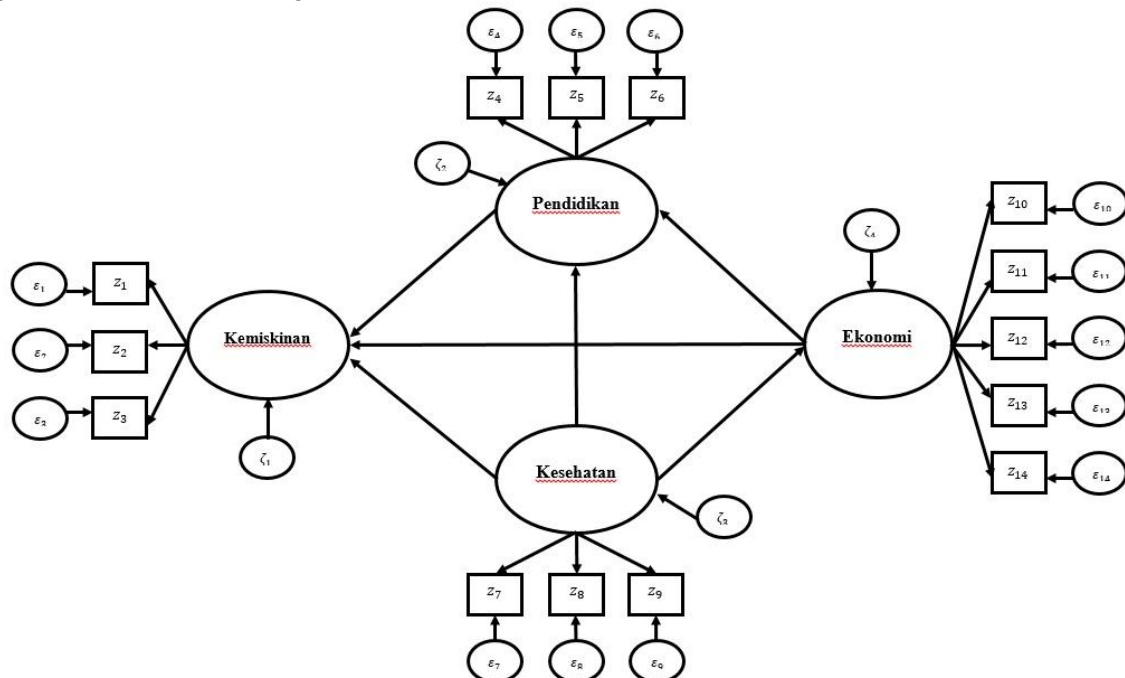 ε₄ ε₅ ε₆
z₄ z₅ z₆
ζ₂
Pendidikan
z₁₀ ε₁₀
ζ₄
ε₁ z₁
z₁₁ ε₁₁
Kemiskinan
Ekonomi
ε₂ z₂
z₁₂ ε₁₂
ε₃ z₃
z₁₃ ε₁₃
ζ₁
Kesehatan
z₁₄ ε₁₄
ζ₃
z₇ z₈ z₉
ε₇ ε₈ ε₉